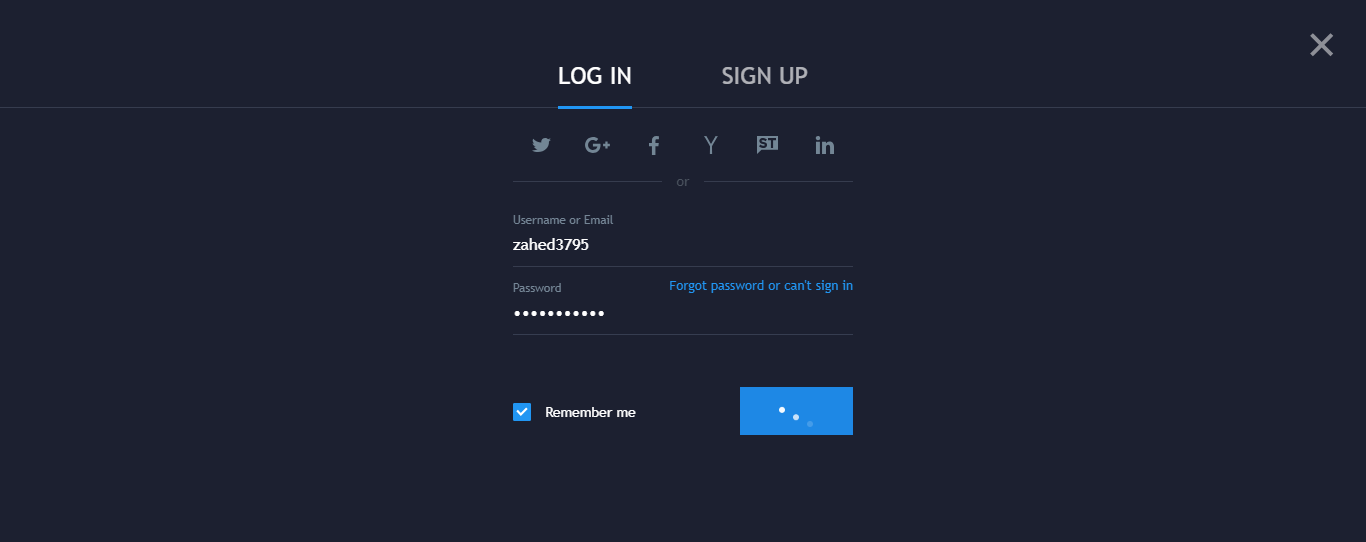 LOG IN SIGN UP
G+ f Y ST in
or
Username or Email
zahed3795
Password Forgot password or can't sign in
•••••••••••
Remember me